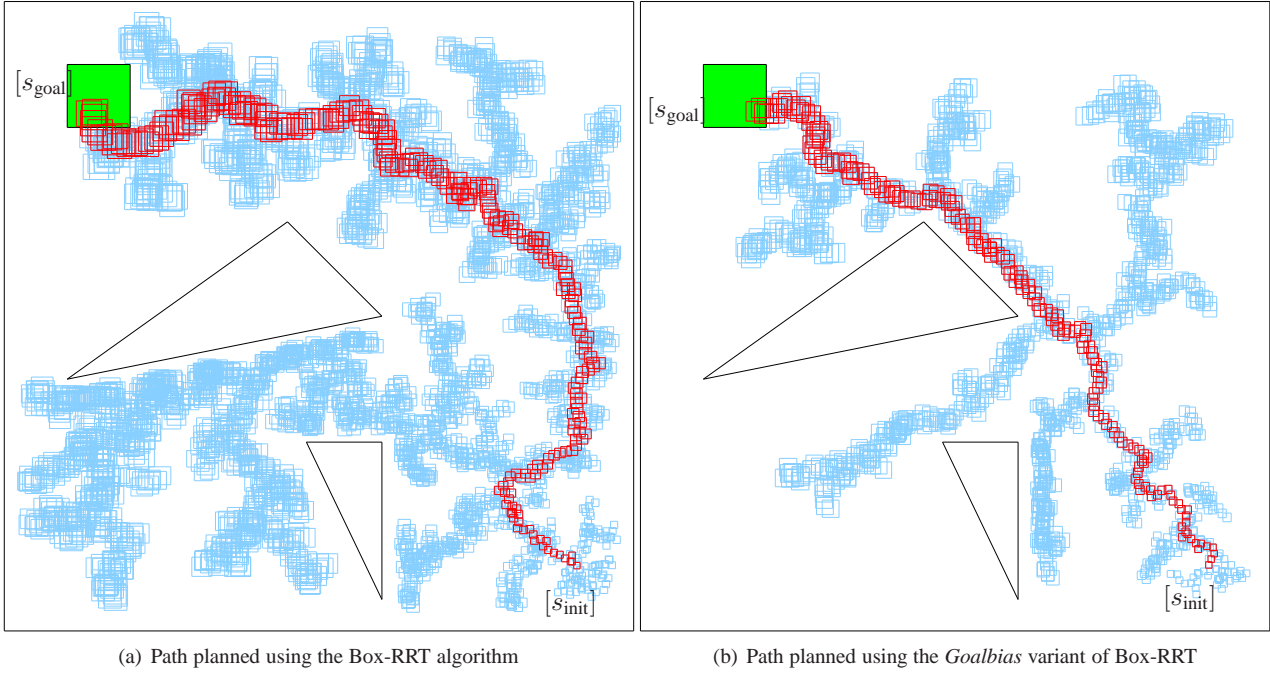 [s_goal]
[s_init]
(a) Path planned using the Box-RRT algorithm
[s_goal]
[s_init]
(b) Path planned using the Goalbias variant of Box-RRT